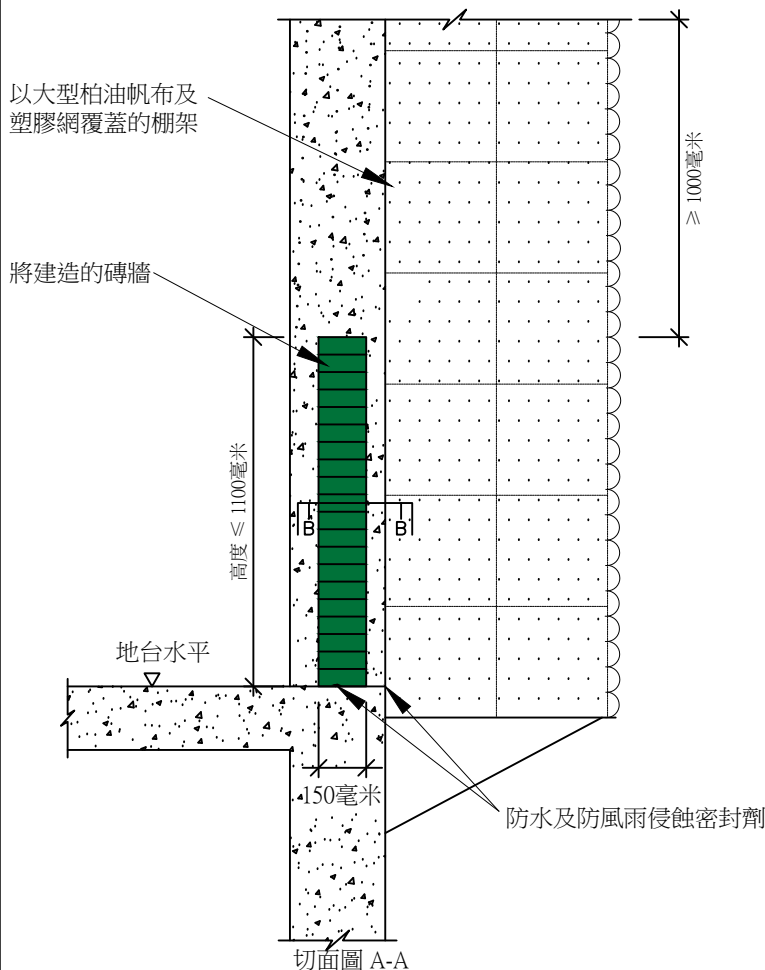 以大型柏油帆布及
塑膠網覆蓋的棚架
≥ 1000毫米
將建造的磚牆
高度 ≤ 1100毫米
B B
地台水平
150毫米
防水及防風雨侵蝕密封劑
切面圖 A-A